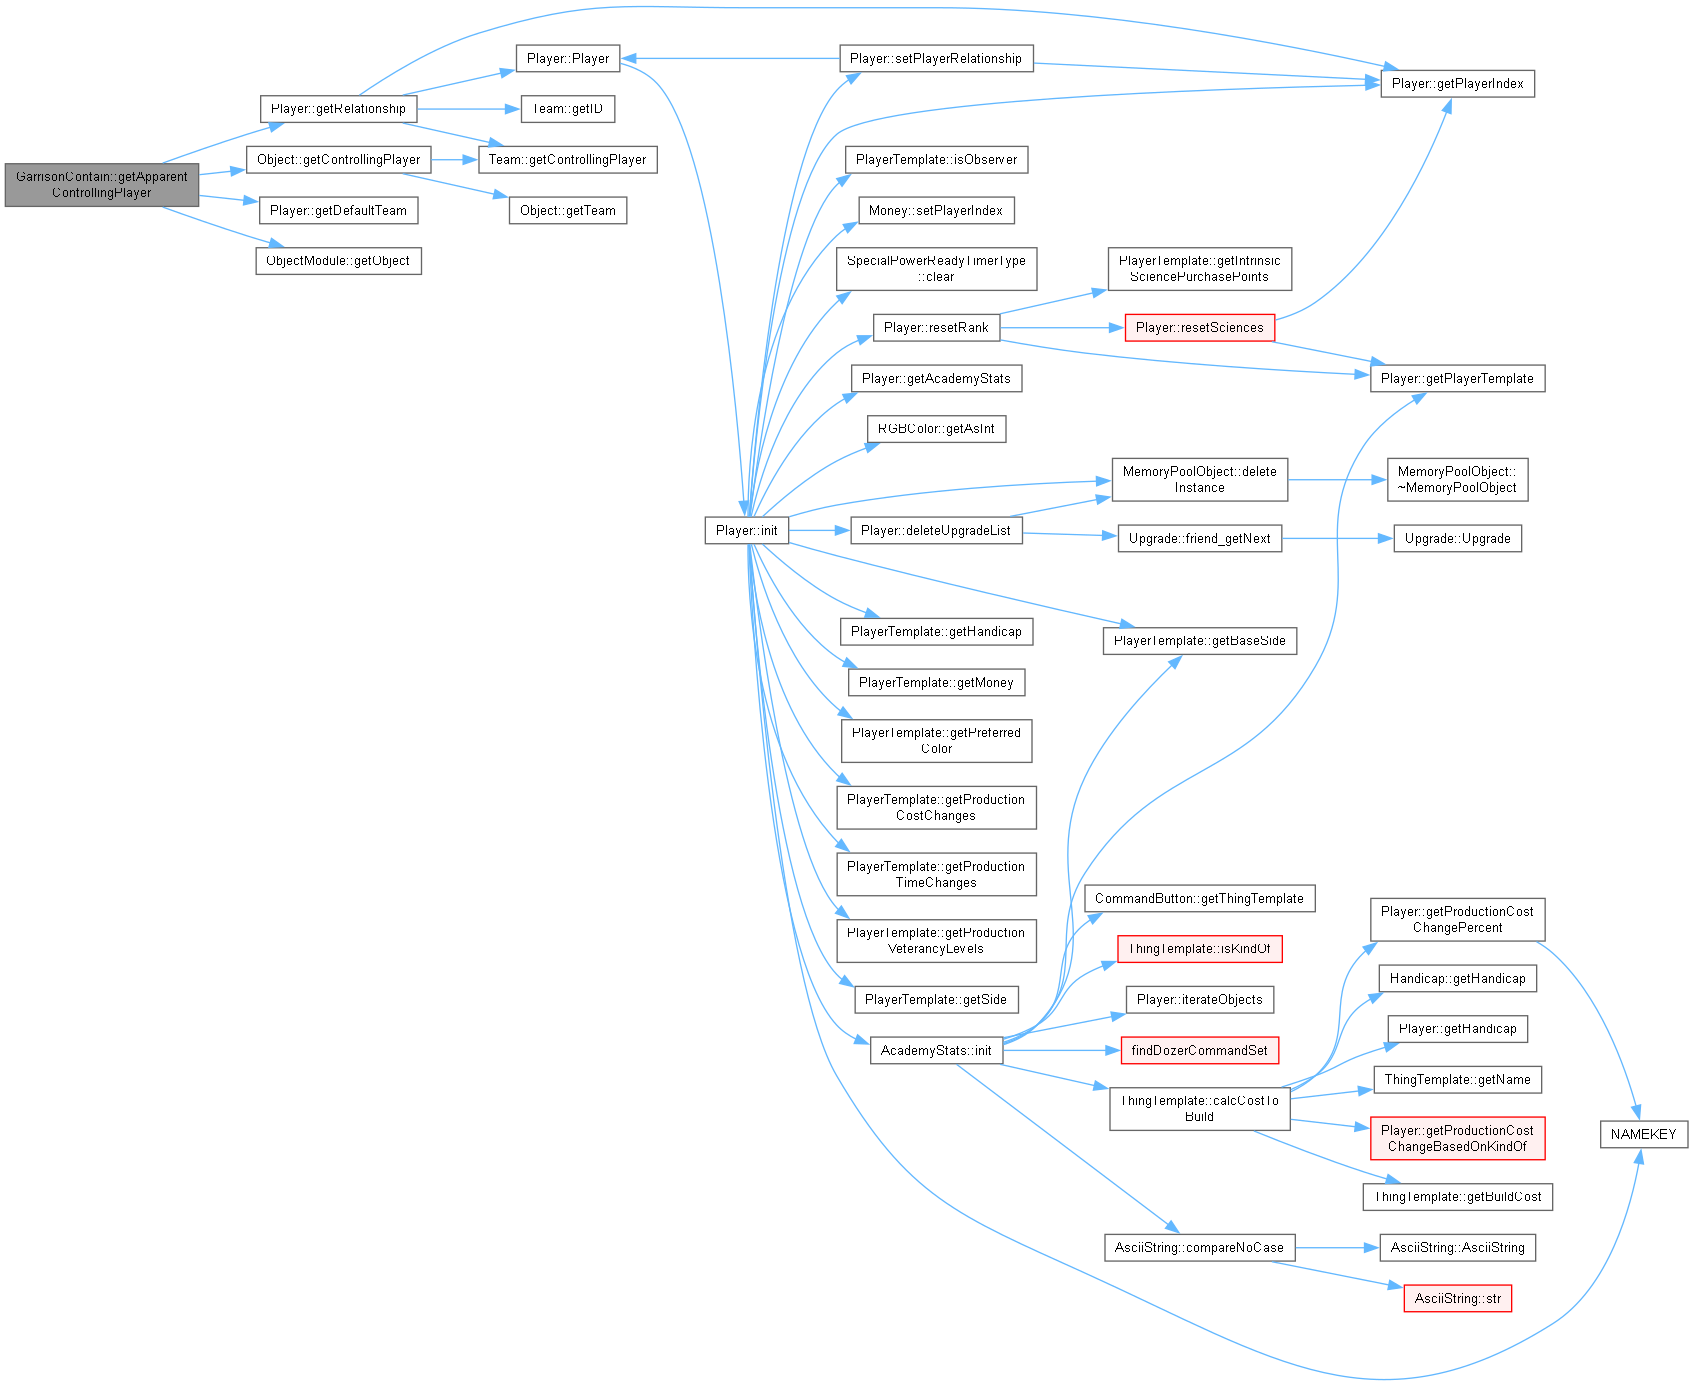 GarrisonContain::getApparent
ControllingPlayer
Player::getRelationship
Object::getControllingPlayer
Player::getDefaultTeam
ObjectModule::getObject
Player::Player
Team::getID
Team::getControllingPlayer
Object::getTeam
Player::init
Player::setPlayerRelationship
PlayerTemplate::isObserver
Money::setPlayerIndex
SpecialPowerReadyTimerType
::clear
Player::resetRank
Player::getAcademyStats
RGBColor::getAsInt
Player::deleteUpgradeList
PlayerTemplate::getHandicap
PlayerTemplate::getMoney
PlayerTemplate::getPreferred
Color
PlayerTemplate::getProduction
CostChanges
PlayerTemplate::getProduction
TimeChanges
PlayerTemplate::getProduction
VeterancyLevels
PlayerTemplate::getSide
AcademyStats::init
PlayerTemplate::getIntrinsic
SciencePurchasePoints
Player::resetSciences
MemoryPoolObject::delete
Instance
Upgrade::friend_getNext
PlayerTemplate::getBaseSide
CommandButton::getThingTemplate
ThingTemplate::isKindOf
Player::iterateObjects
findDozerCommandSet
ThingTemplate::calcCostTo
Build
AsciiString::compareNoCase
Player::getPlayerIndex
Player::getPlayerTemplate
MemoryPoolObject::
~MemoryPoolObject
Upgrade::Upgrade
Player::getProductionCost
ChangePercent
Handicap::getHandicap
Player::getHandicap
ThingTemplate::getName
Player::getProductionCost
ChangeBasedOnKindOf
ThingTemplate::getBuildCost
AsciiString::AsciiString
AsciiString::str
NAMEKEY